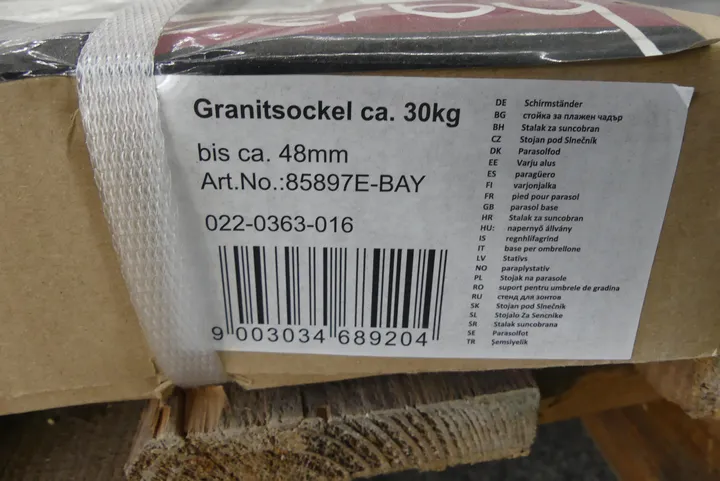 Granitsockel ca. 30kg
bis ca. 48mm
Art.No.:85897E-BAY
022-0363-016
9 003034 689204
DE Schirmständer
BG стойка за плажен чадър
BH Stalak za suncobran
CZ Stojan pod Slnečník
DK Parasolfod
EE Varju alus
ES paragüero
FI varjonjalka
FR pied pour parasol
GB parasol base
HR Stalak za suncobran
HU: napernyő állvány
IS regnhlífagrind
IT base per ombrellone
LV Statīvs
NO paraplystativ
PL Stojak na parasole
RO suport pentru umbrele de gradina
RU стенд для зонтов
SK Stojan pod Slnečník
SL Stojalo Za Sencnike
SR Stalak suncobrana
SE Parasolfot
TR Şemsiyelik